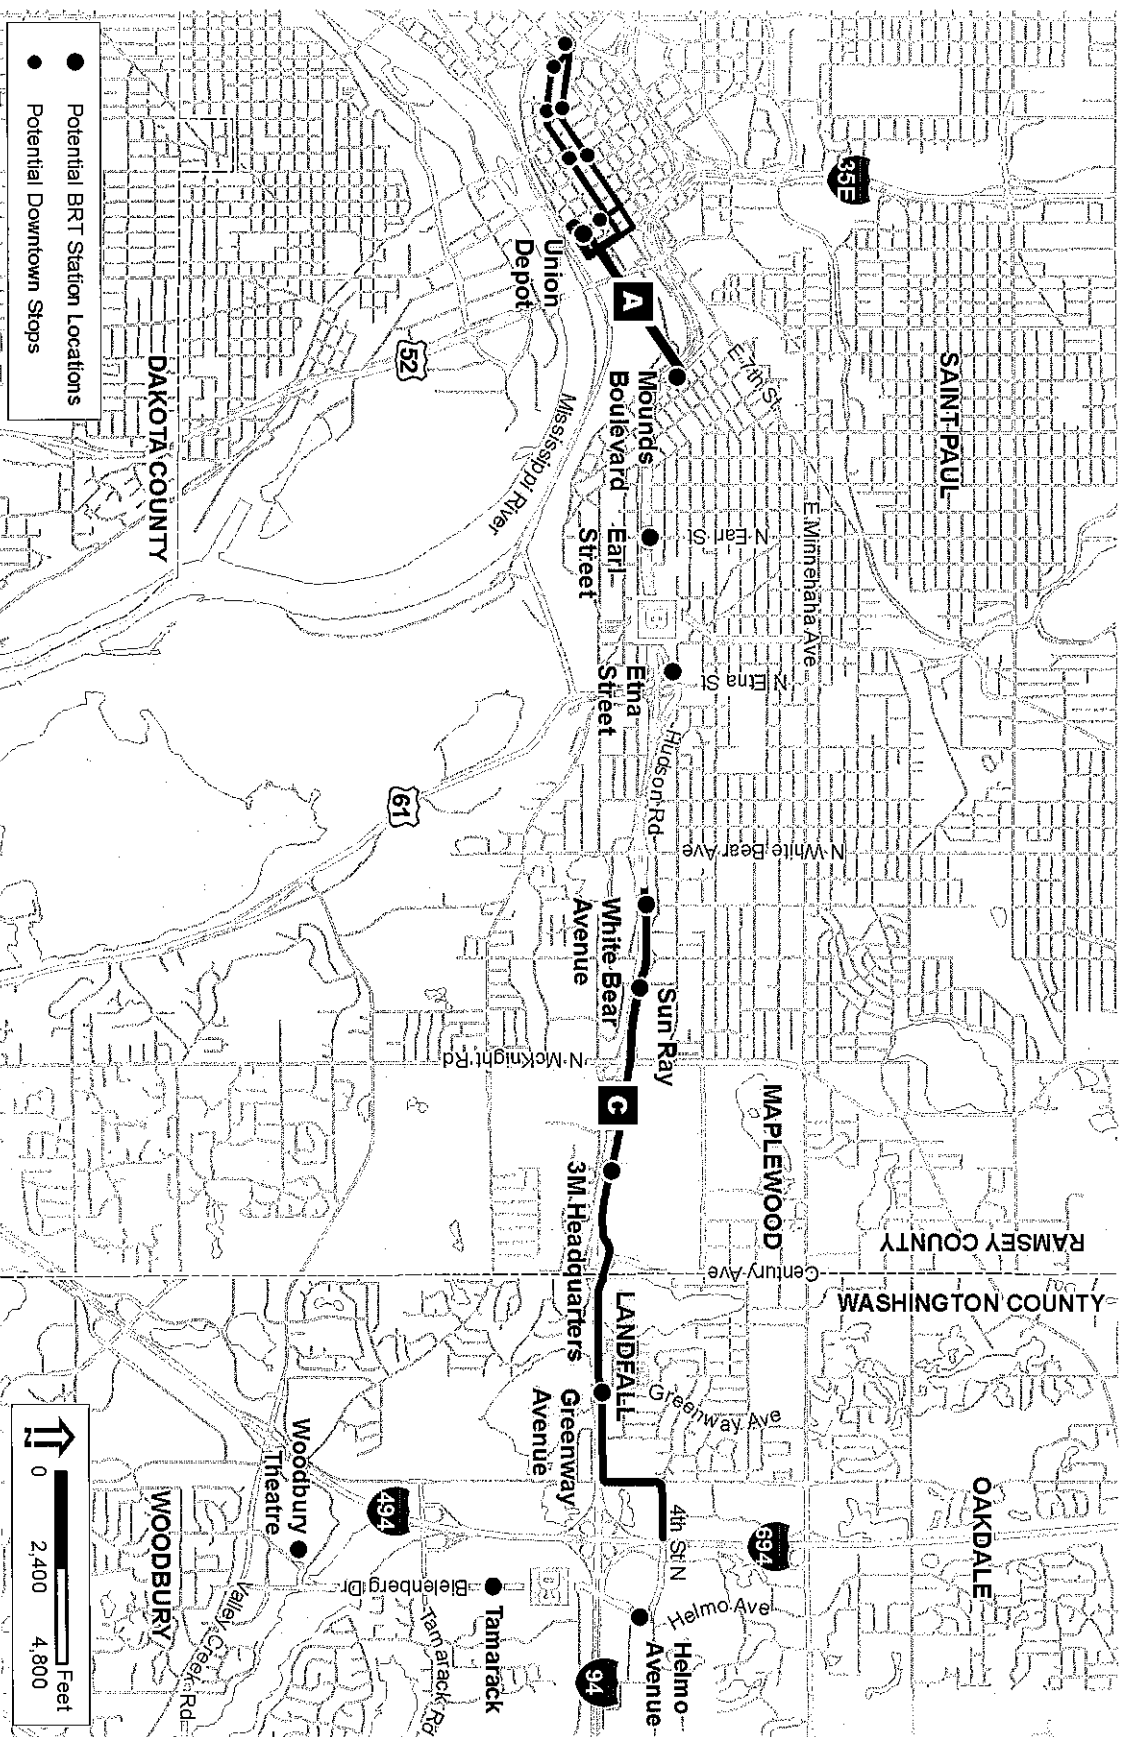 35E
SAINT PAUL
E 7th St
E Minnehaha Ave
A
Union
Depot
Mounds
Boulevard
N Earl St
Earl
Street
B
N Etna St
Etna
Street
Hudson Rd
52
Mississippi River
61
DAKOTA COUNTY
N White Bear Ave
White Bear
Avenue
Sun Ray
N McKnight Rd
C
MAPLEWOOD
3M Headquarters
RAMSEY COUNTY
Century Ave
WASHINGTON COUNTY
LANDFALL
Greenway Ave
Greenway
Avenue
OAKDALE
4th St N
694
Helmo Ave
Helmo
Avenue
94
Tamarack
Bielenberg Dr
Tamarack Rd
494
Woodbury
Theatre
Valley Creek Rd
WOODBURY
Potential BRT Station Locations
Potential Downtown Stops
N
0 2,400 4,800
Feet